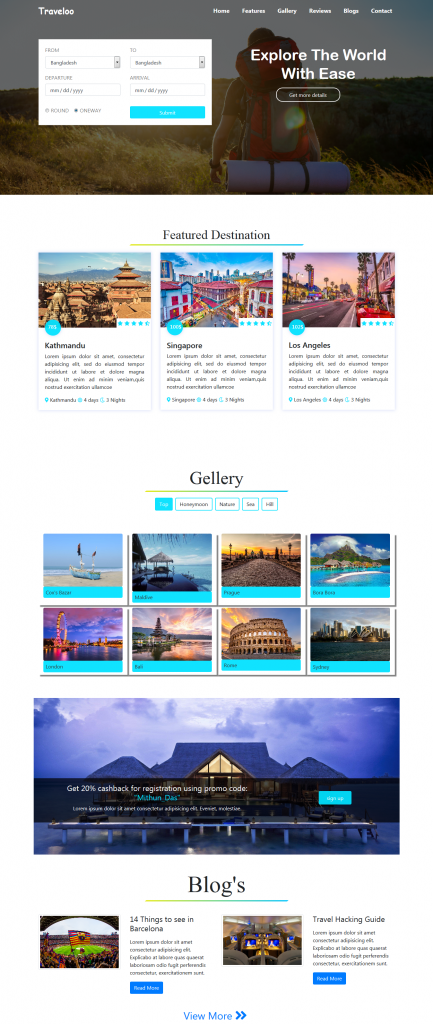 Traveloo
Home Features Gallery Reviews Blogs Contact
FROM TO
Bangladesh Bangladesh
DEPARTURE ARRIVAL
mm / dd / yyyy mm / dd / yyyy
ROUND ONEWAY
Submit
Explore The World
With Ease
Get more details
Featured Destination
Kathmandu
Lorem ipsum dolor sit amet, consectetur
adipisicing elit, sed do eiusmod tempor
incididunt ut labore et dolore magna
aliqua. Ut enim ad minim veniam,quis
nostrud exercitation ullamcoe
Kathmandu 4 days 3 Nights
Singapore
Lorem ipsum dolor sit amet, consectetur
adipisicing elit, sed do eiusmod tempor
incididunt ut labore et dolore magna
aliqua. Ut enim ad minim veniam,quis
nostrud exercitation ullamcoe
Singapore 4 days 3 Nights
Los Angeles
Lorem ipsum dolor sit amet, consectetur
adipisicing elit, sed do eiusmod tempor
incididunt ut labore et dolore magna
aliqua. Ut enim ad minim veniam,quis
nostrud exercitation ullamcoe
Los Angeles 4 days 3 Nights
Gellery
Top Honeymoon Nature Sea Hill
Cox's Bazar Maldive Prague Bora Bora
London Bali Rome Sydney
Get 20% cashback for registration using promo code:
"Mithun Das"
Lorem ipsum dolor sit amet consectetur adipisicing elit. Eveniet, molestiae.
sign up
Blog's
14 Things to see in
Barcelona
Lorem ipsum dolor sit amet
consectetur adipisicing elit.
Explicabo at labore quas quaerat
laboriosam odio fugit perferendis
consectetur, exercitationem sunt.
Read More
Travel Hacking Guide
Lorem ipsum dolor sit amet
consectetur adipisicing elit.
Explicabo at labore quas quaerat
laboriosam odio fugit perferendis
consectetur, exercitationem sunt.
Read More
View More